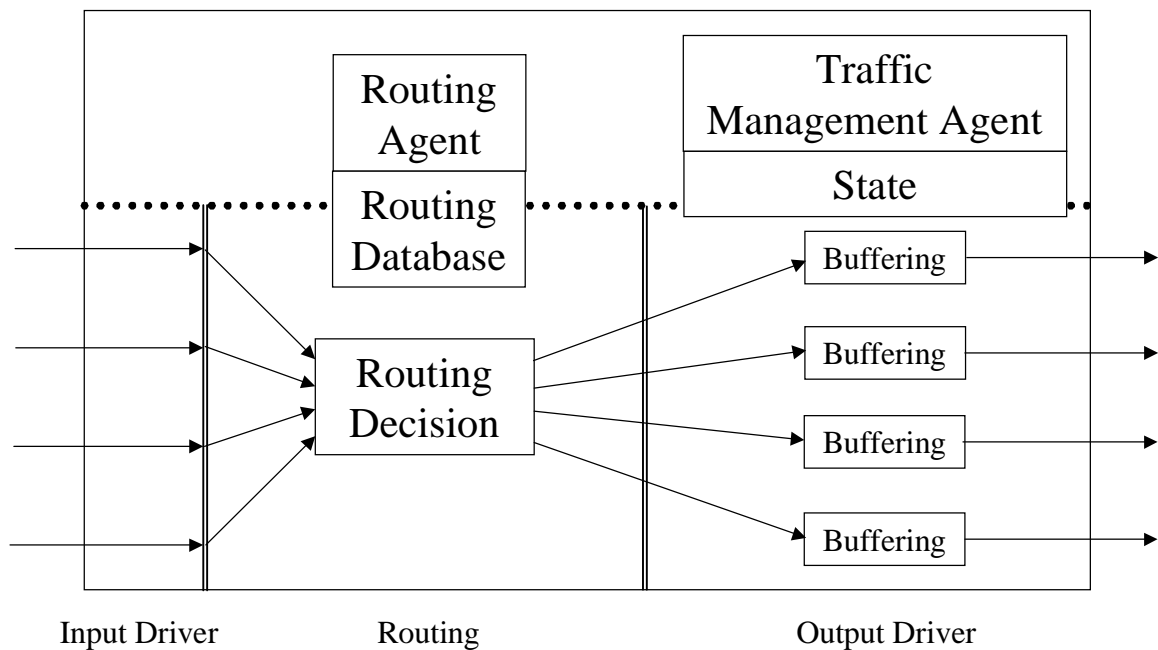 Routing
Agent
Traffic
Management Agent
State
Routing
Database
Routing
Decision
Buffering
Buffering
Buffering
Buffering
Input Driver
Routing
Output Driver